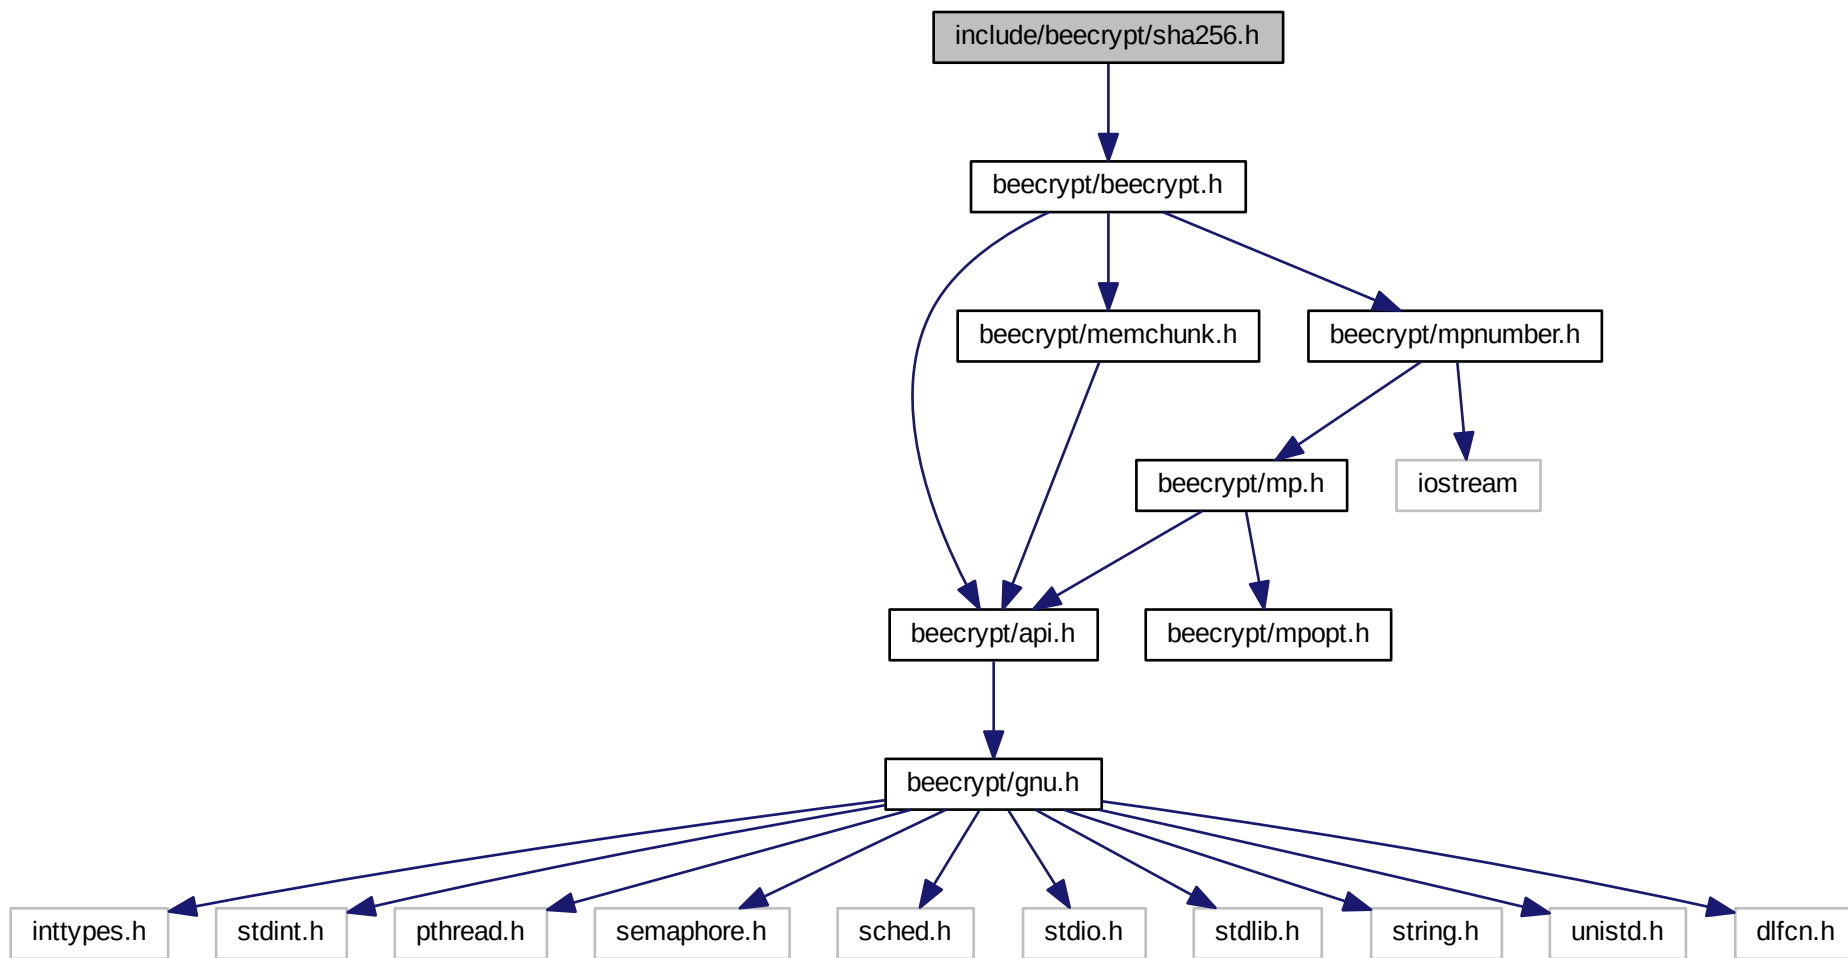 include/beecrypt/sha256.h
beecrypt/beecrypt.h
beecrypt/memchunk.h
beecrypt/mpnumber.h
beecrypt/mp.h
iostream
beecrypt/api.h
beecrypt/mpopt.h
beecrypt/gnu.h
inttypes.h
stdint.h
pthread.h
semaphore.h
sched.h
stdio.h
stdlib.h
string.h
unistd.h
dlfcn.h